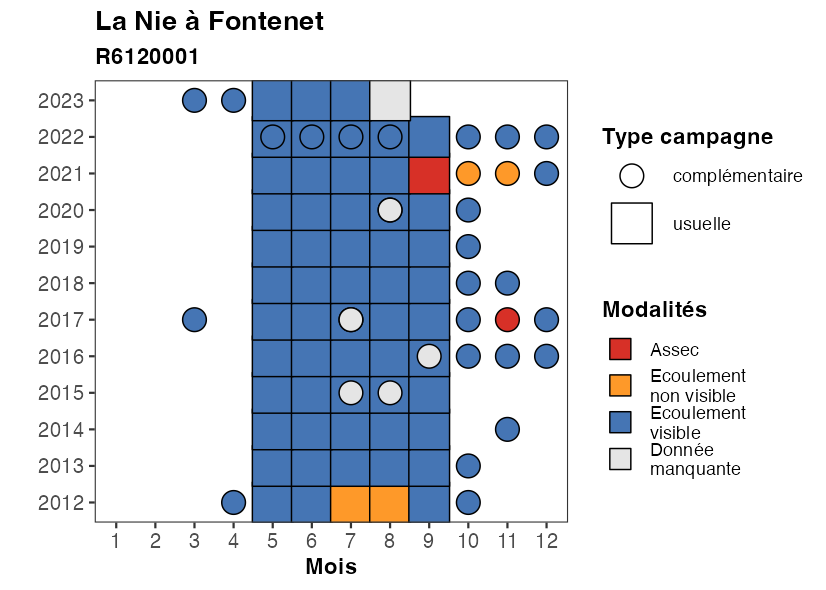 La Nie à Fontenet
R6120001
2023
2022
2021
2020
2019
2018
2017
2016
2015
2014
2013
2012
1 2 3 4 5 6 7 8 9 10 11 12
Mois
Type campagne
complémentaire
usuelle
Modalités
Assec
Ecoulement
non visible
Ecoulement
visible
Donnée
manquante